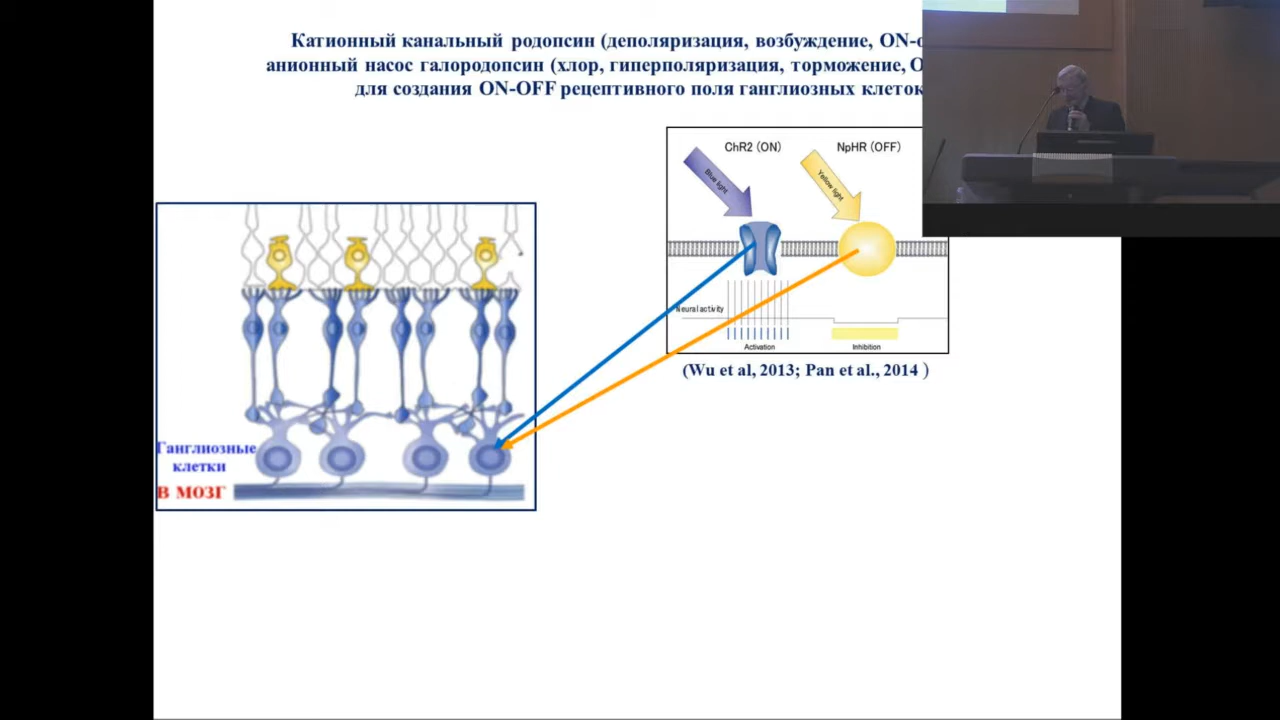 Катионный канальный родопсин (деполяризация, возбуждение, ON-
анионный насос галородопсин (хлор, гиперполяризация, торможение,
для создания ON-OFF рецептивного поля ганглиозных клеток
ChR2 (ON)
NpHR (OFF)
Blue light
Yellow light
Neural activity
Activation
Inhibition
(Wu et al, 2013; Pan et al., 2014 )
Ганглиозные
клетки
В МОЗГ